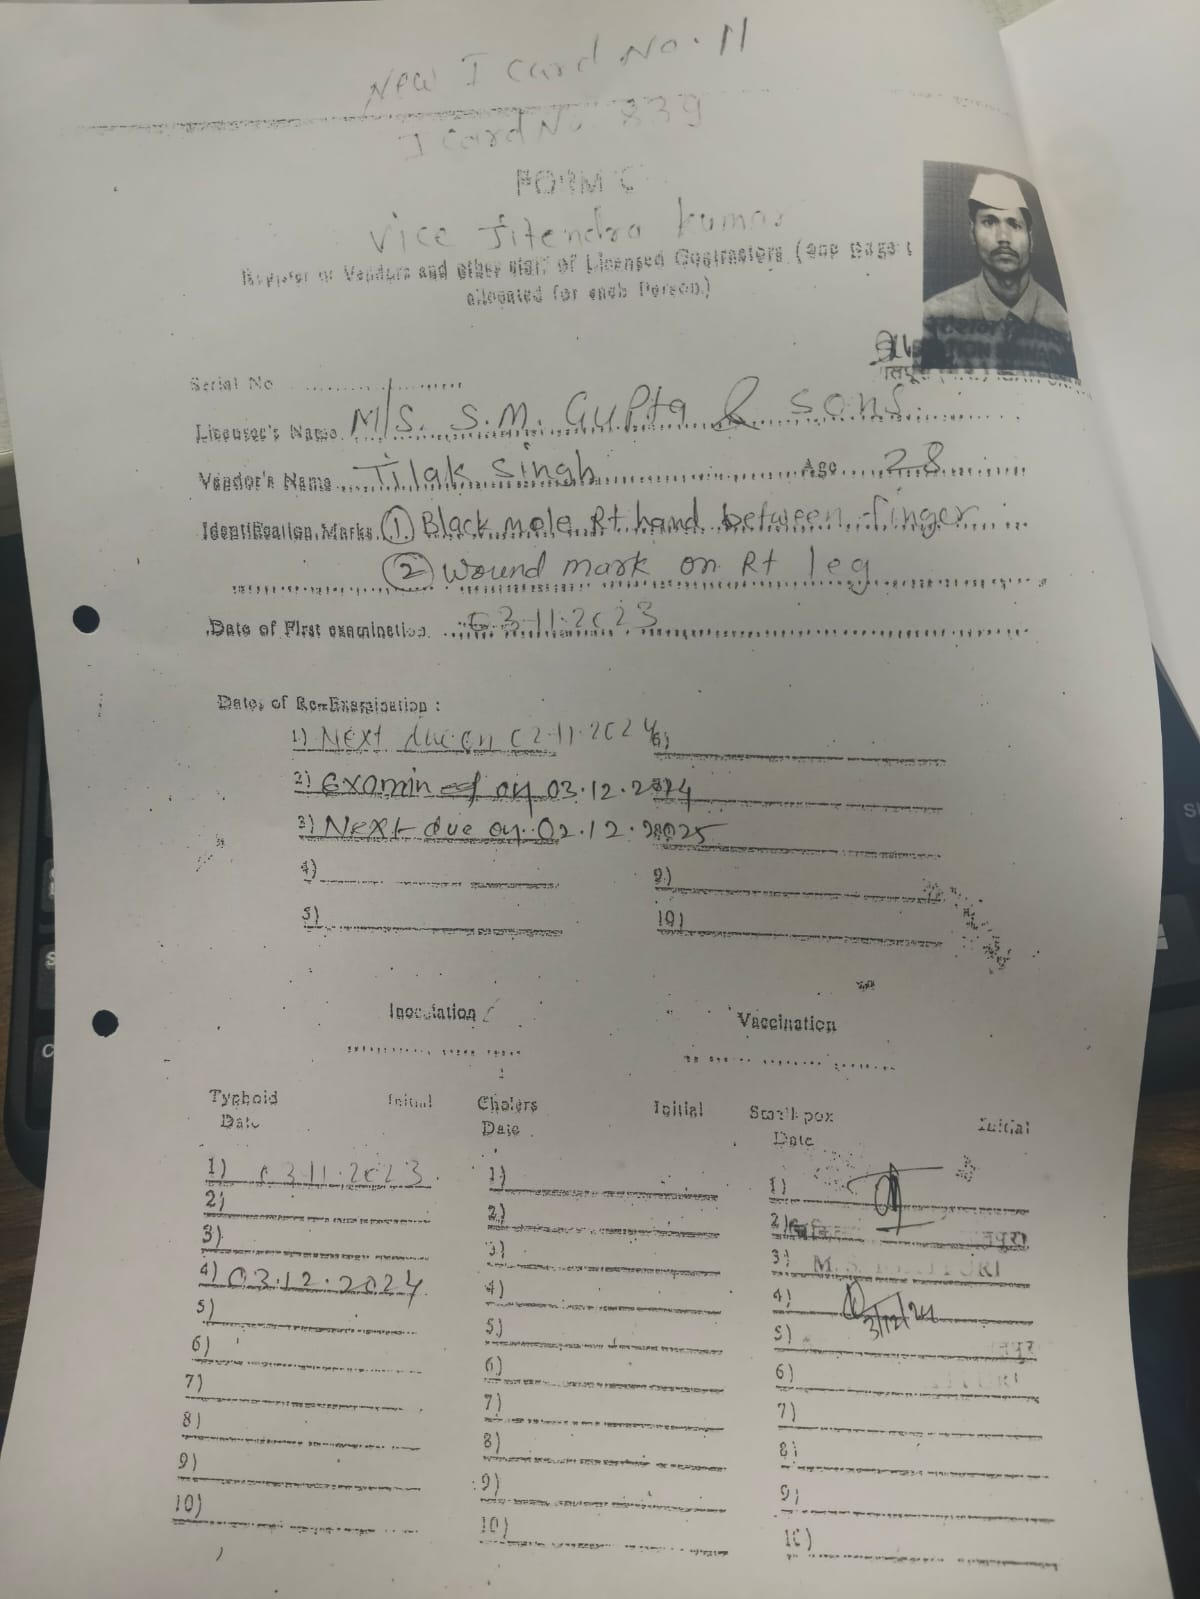 New I Card No. 11
I Card No. 839
FORM C
Vice Jitendra Kumar
Register of Vendors and other staff of Licensed Contractors (one page
allocated for each Person.)
Serial No ....................
Licensee's Name M/S. S.M. Gupta & Sons.
Vendor's Name Tilak Singh Age 28
Identification Marks ① Black mole Rt hand between finger
② Wound mark on Rt leg
Date of First examination 03.11.2023
Dates of Re-Examination :
1) Next due on 02.11.2024 6)
2) Examined on 03.12.2024
3) Next due on 02.12.2025
4) 9.)
5) 10)
Inoculation Vaccination
Typhoid Initial Cholera Initial Small pox Initial
Date Date Date
1) 03.11.2023 1) 1)
2) 2) 2)
3) 3) 3)
4) 03.12.2024 4) 4) 3/12/24
5) 5) 5)
6) 6) 6)
7) 7) 7)
8) 8) 8)
9) 9) 9)
10) 10) 10)